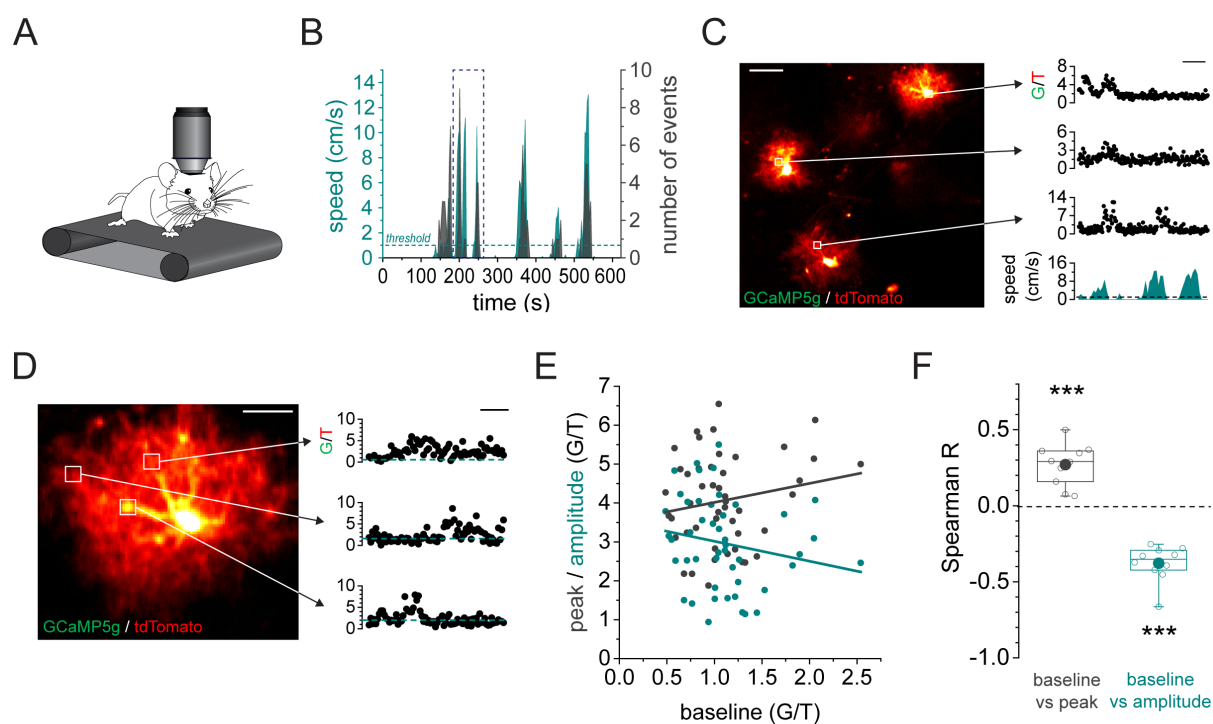 A
B
speed (cm/s)
14
12
10
8
6
4
2
0
threshold
0 100 200 300 400 500 600
time (s)
10
8
6
4
2
0
number of events
C
GCaMP5g / tdTomato
G/T
8
4
0
6
3
0
14
7
0
speed
(cm/s)
16
8
0
D
GCaMP5g / tdTomato
G/T
10
5
0
10
5
0
10
5
0
E
peak / amplitude (G/T)
7
6
5
4
3
2
1
0
0.0 0.5 1.0 1.5 2.0 2.5
baseline (G/T)
F
Spearman R
0.5
0.0
-0.5
-1.0
***
***
baseline
vs peak
baseline
vs amplitude